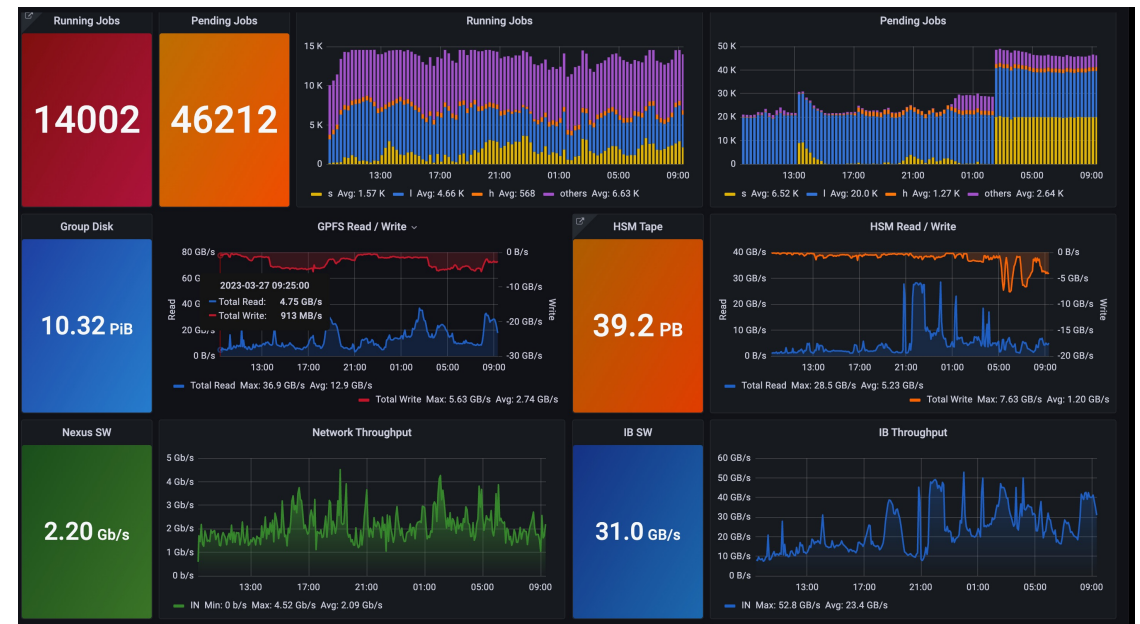 Running Jobs
14002
Pending Jobs
46212
Running Jobs
15 K
10 K
5 K
0
13:00 17:00 21:00 01:00 05:00 09:00
s Avg: 1.57 K l Avg: 4.66 K h Avg: 568 others Avg: 6.63 K
Pending Jobs
50 K
40 K
30 K
20 K
10 K
0
13:00 17:00 21:00 01:00 05:00 09:00
s Avg: 6.52 K l Avg: 20.0 K h Avg: 1.27 K others Avg: 2.64 K
Group Disk
10.32 PiB
GPFS Read / Write
80 GB/s 0 B/s
60 G
-10 GB/s
Read
Write
-20 GB/s
20 GB/s
0 B/s -30 GB/s
2023-03-27 09:25:00
Total Read: 4.75 GB/s
Total Write: 913 MB/s
13:00 17:00 21:00 01:00 05:00 09:00
Total Read Max: 36.9 GB/s Avg: 12.9 GB/s
Total Write Max: 5.63 GB/s Avg: 2.74 GB/s
HSM Tape
39.2 PB
HSM Read / Write
40 GB/s 0 B/s
30 GB/s -5 GB/s
Read
Write
20 GB/s -10 GB/s
10 GB/s -15 GB/s
0 B/s -20 GB/s
13:00 17:00 21:00 01:00 05:00 09:00
Total Read Max: 28.5 GB/s Avg: 5.23 GB/s
Total Write Max: 7.63 GB/s Avg: 1.20 GB/s
Nexus SW
2.20 Gb/s
Network Throughput
5 Gb/s
4 Gb/s
3 Gb/s
2 Gb/s
1 Gb/s
0 b/s
13:00 17:00 21:00 01:00 05:00 09:00
IN Min: 0 b/s Max: 4.52 Gb/s Avg: 2.09 Gb/s
IB SW
31.0 GB/s
IB Throughput
60 GB/s
50 GB/s
40 GB/s
30 GB/s
20 GB/s
10 GB/s
0 B/s
13:00 17:00 21:00 01:00 05:00 09:00
IN Max: 52.8 GB/s Avg: 23.4 GB/s